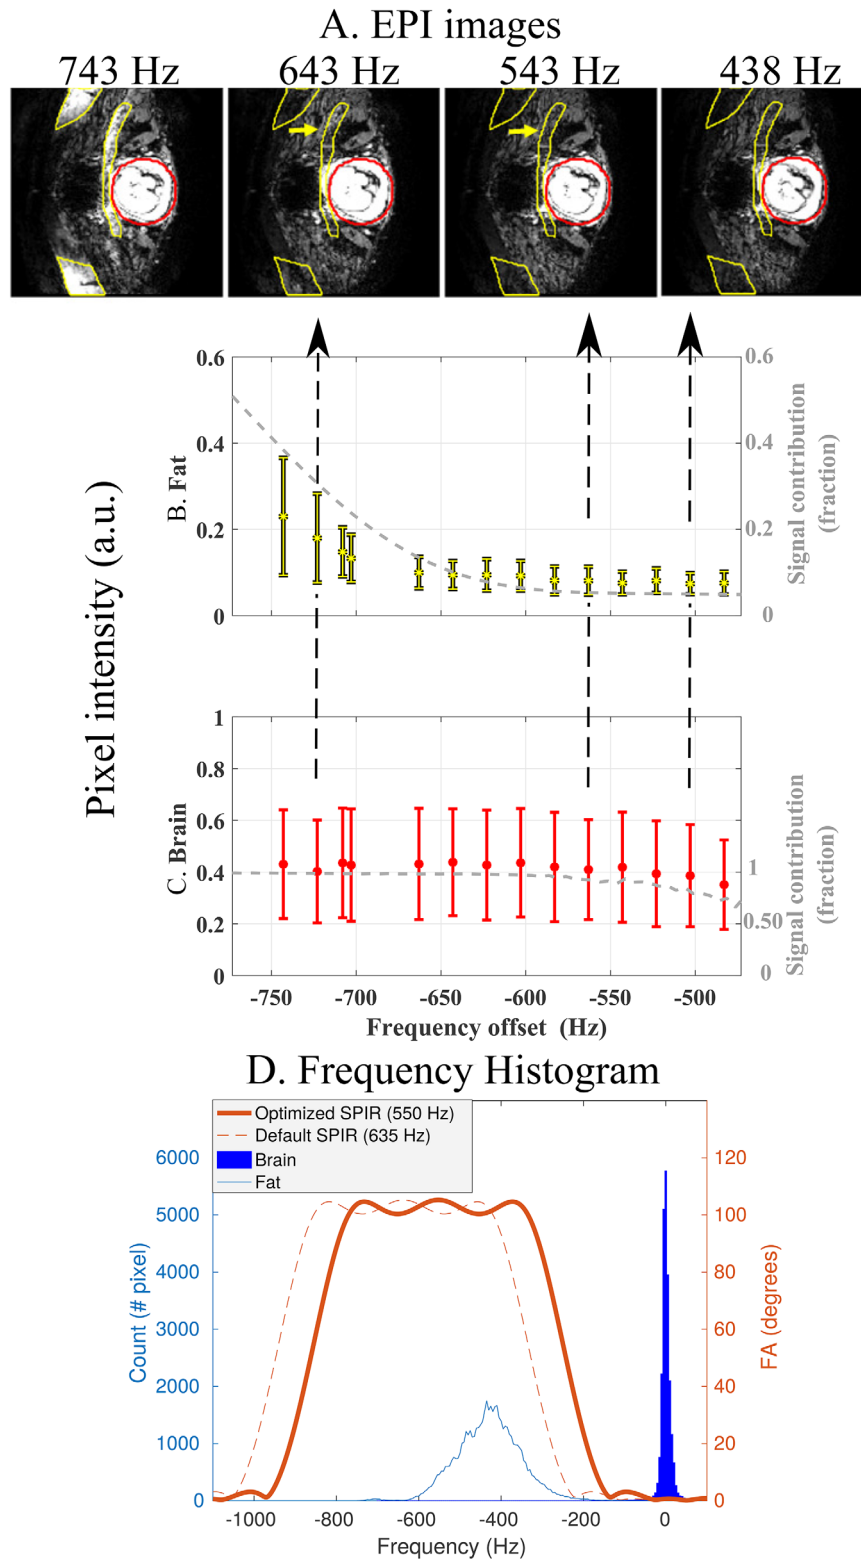 A. EPI images
743 Hz 643 Hz 543 Hz 438 Hz
0.6 0.6
0.4 0.4
0.2 0.2
0 0
B. Fat
Signal contribution
(fraction)
Pixel intensity (a.u.)
1
0.8
0.6
0.4 1
0.2 0.50
0 0
C. Brain
Signal contribution
(fraction)
-750 -700 -650 -600 -550 -500
Frequency offset (Hz)
D. Frequency Histogram
Optimized SPIR (550 Hz)
Default SPIR (635 Hz)
Brain
Fat
6000 120
5000 100
4000 80
3000 60
2000 40
1000 20
0 0
Count (# pixel)
FA (degrees)
-1000 -800 -600 -400 -200 0
Frequency (Hz)